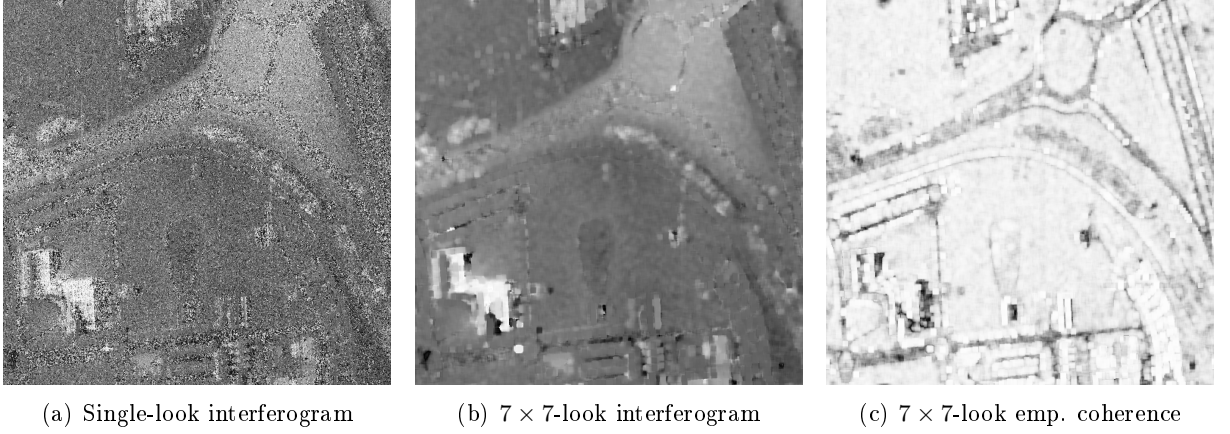 (a) Single-look interferogram
(b) 7 × 7-look interferogram
(c) 7 × 7-look emp. coherence